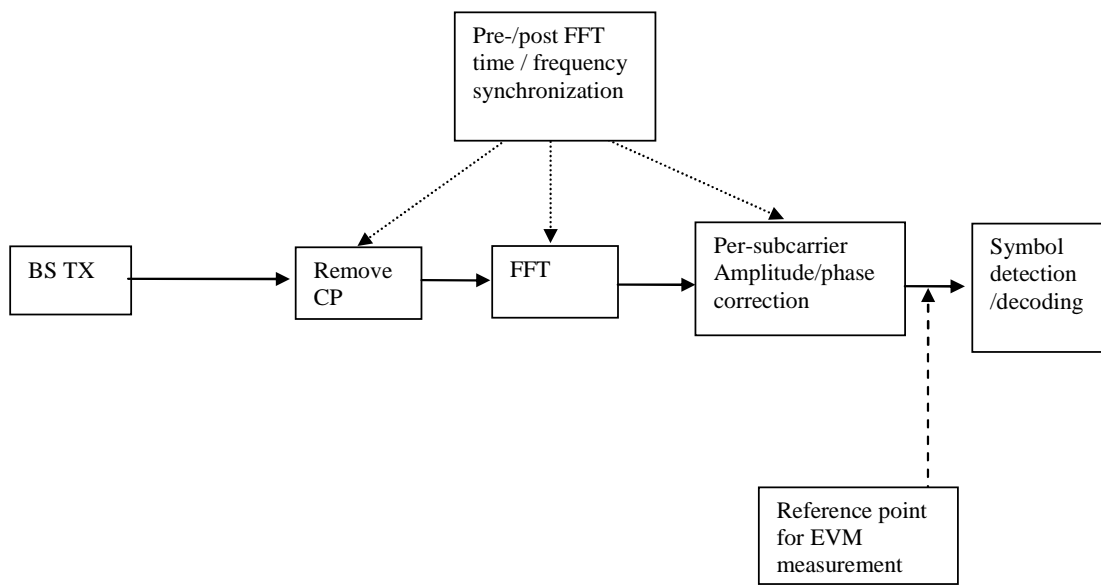 Pre-/post FFT
time / frequency
synchronization
BS TX
Remove
CP
FFT
Per-subcarrier
Amplitude/phase
correction
Symbol
detection
/decoding
Reference point
for EVM
measurement